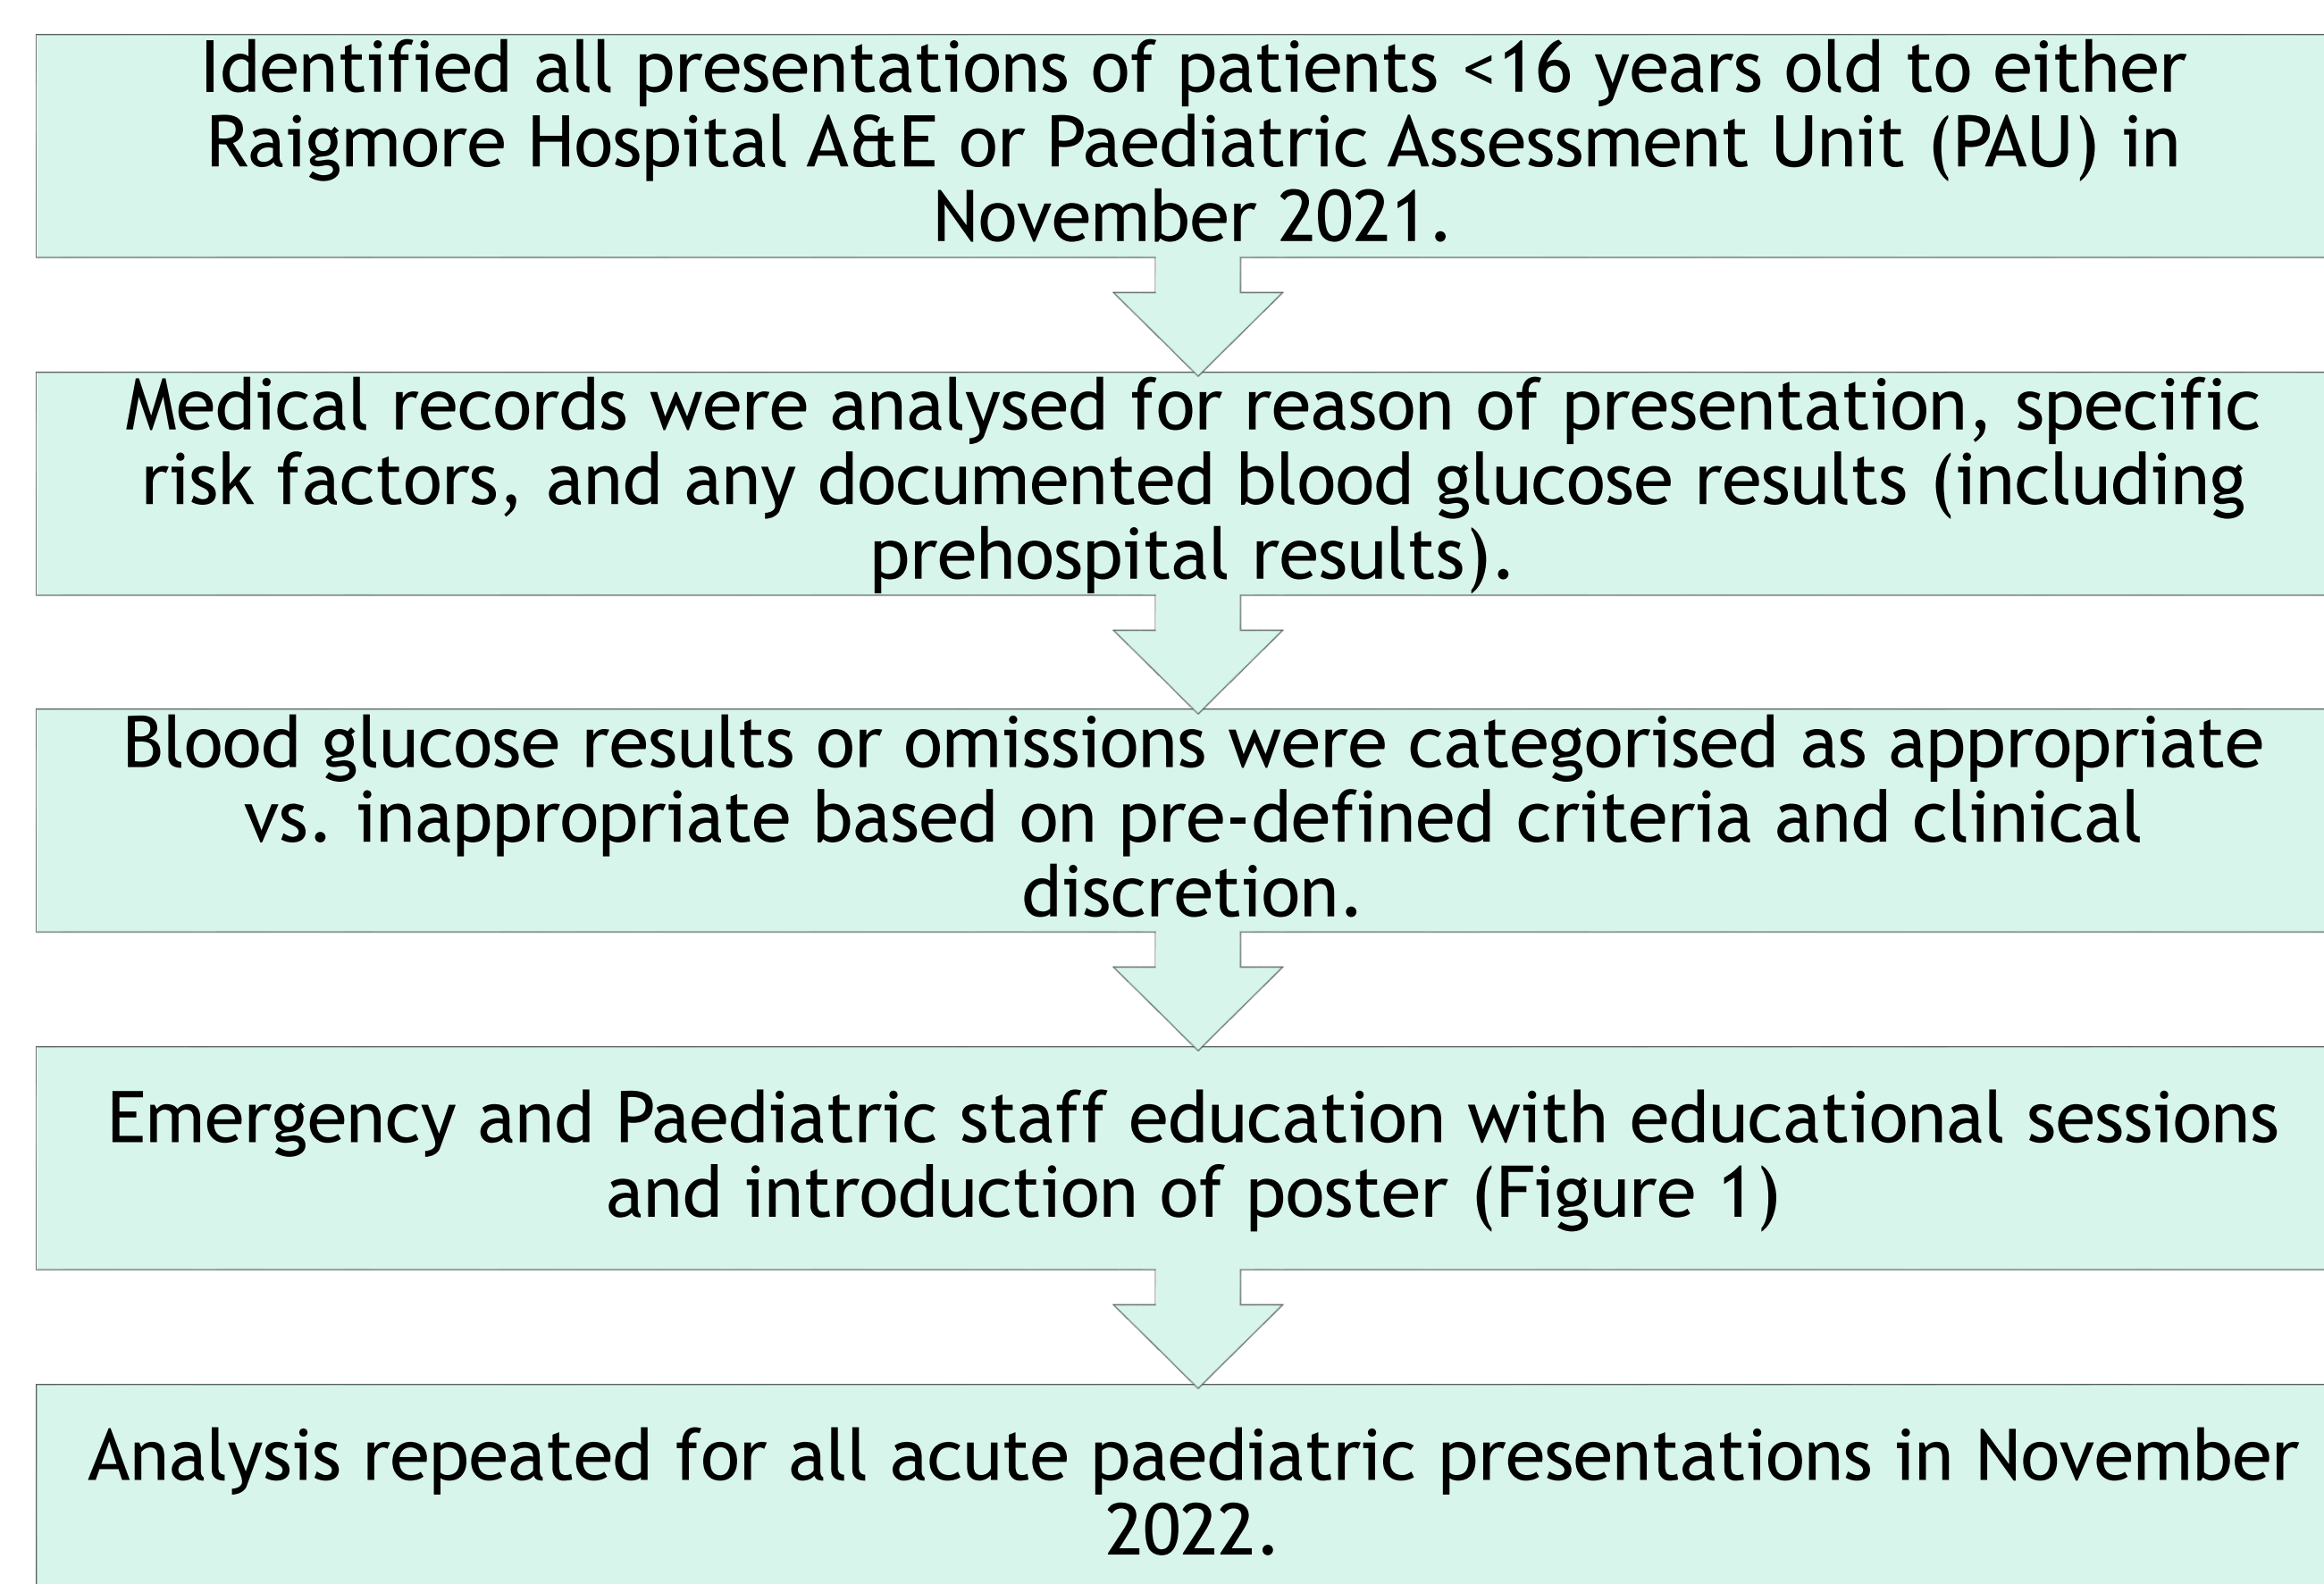 Identified all presentations of patients <16 years old to either
Raigmore Hospital A&E or Paediatric Assessment Unit (PAU) in
November 2021.
Medical records were analysed for reason of presentation, specific
risk factors, and any documented blood glucose results (including
prehospital results).
Blood glucose results or omissions were categorised as appropriate
vs. inappropriate based on pre-defined criteria and clinical
discretion.
Emergency and Paediatric staff education with educational sessions
and introduction of poster (Figure 1)
Analysis repeated for all acute paediatric presentations in November
2022.